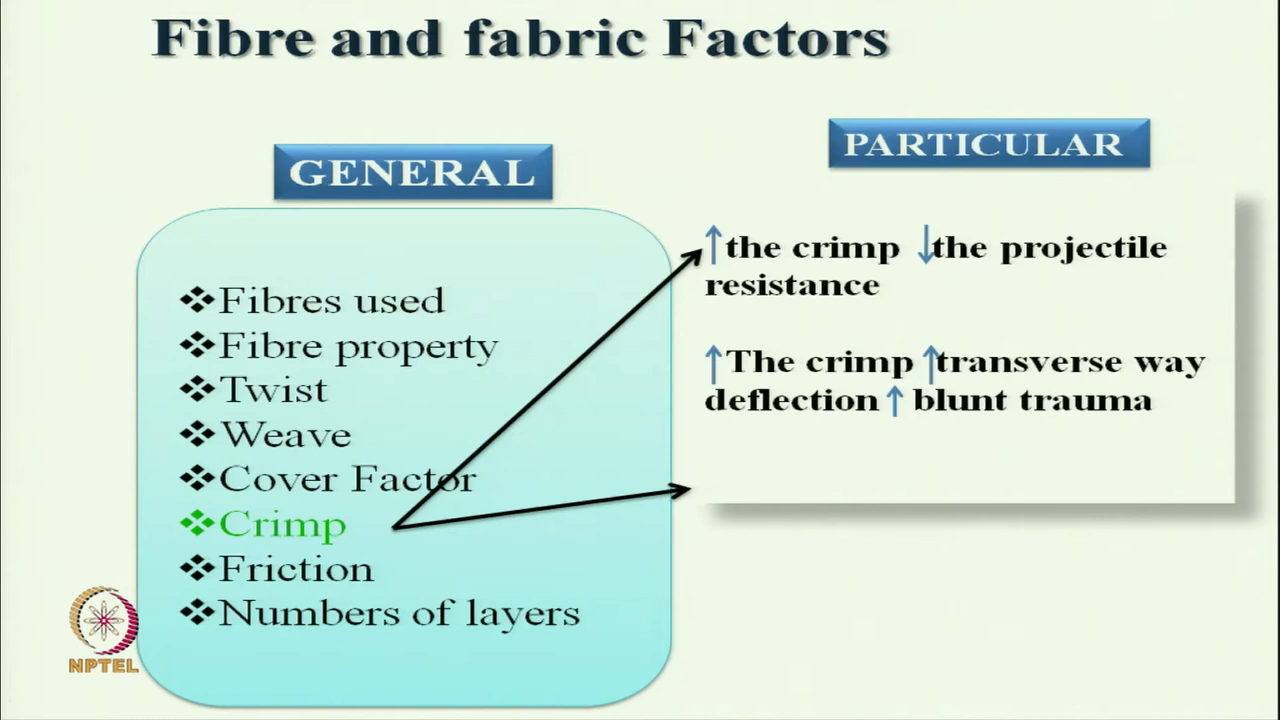 Fibre and fabric Factors
GENERAL
❖Fibres used
❖Fibre property
❖Twist
❖Weave
❖Cover Factor
❖Crimp
❖Friction
❖Numbers of layers
PARTICULAR
↑the crimp ↓the projectile
resistance
↑The crimp ↑transverse way
deflection ↑ blunt trauma
NPTEL